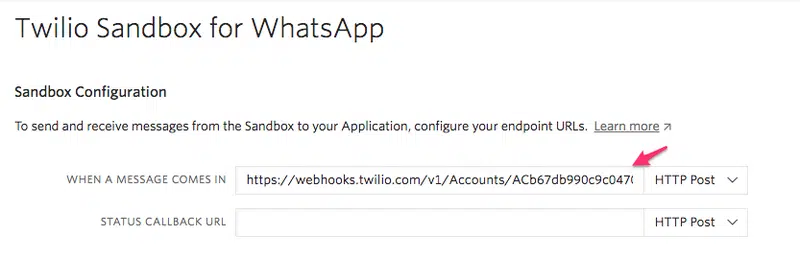 Twilio Sandbox for WhatsApp
Sandbox Configuration
To send and receive messages from the Sandbox to your Application, configure your endpoint URLs. Learn more ↗
WHEN A MESSAGE COMES IN https://webhooks.twilio.com/v1/Accounts/ACb67db990c9c047( HTTP Post
STATUS CALLBACK URL HTTP Post